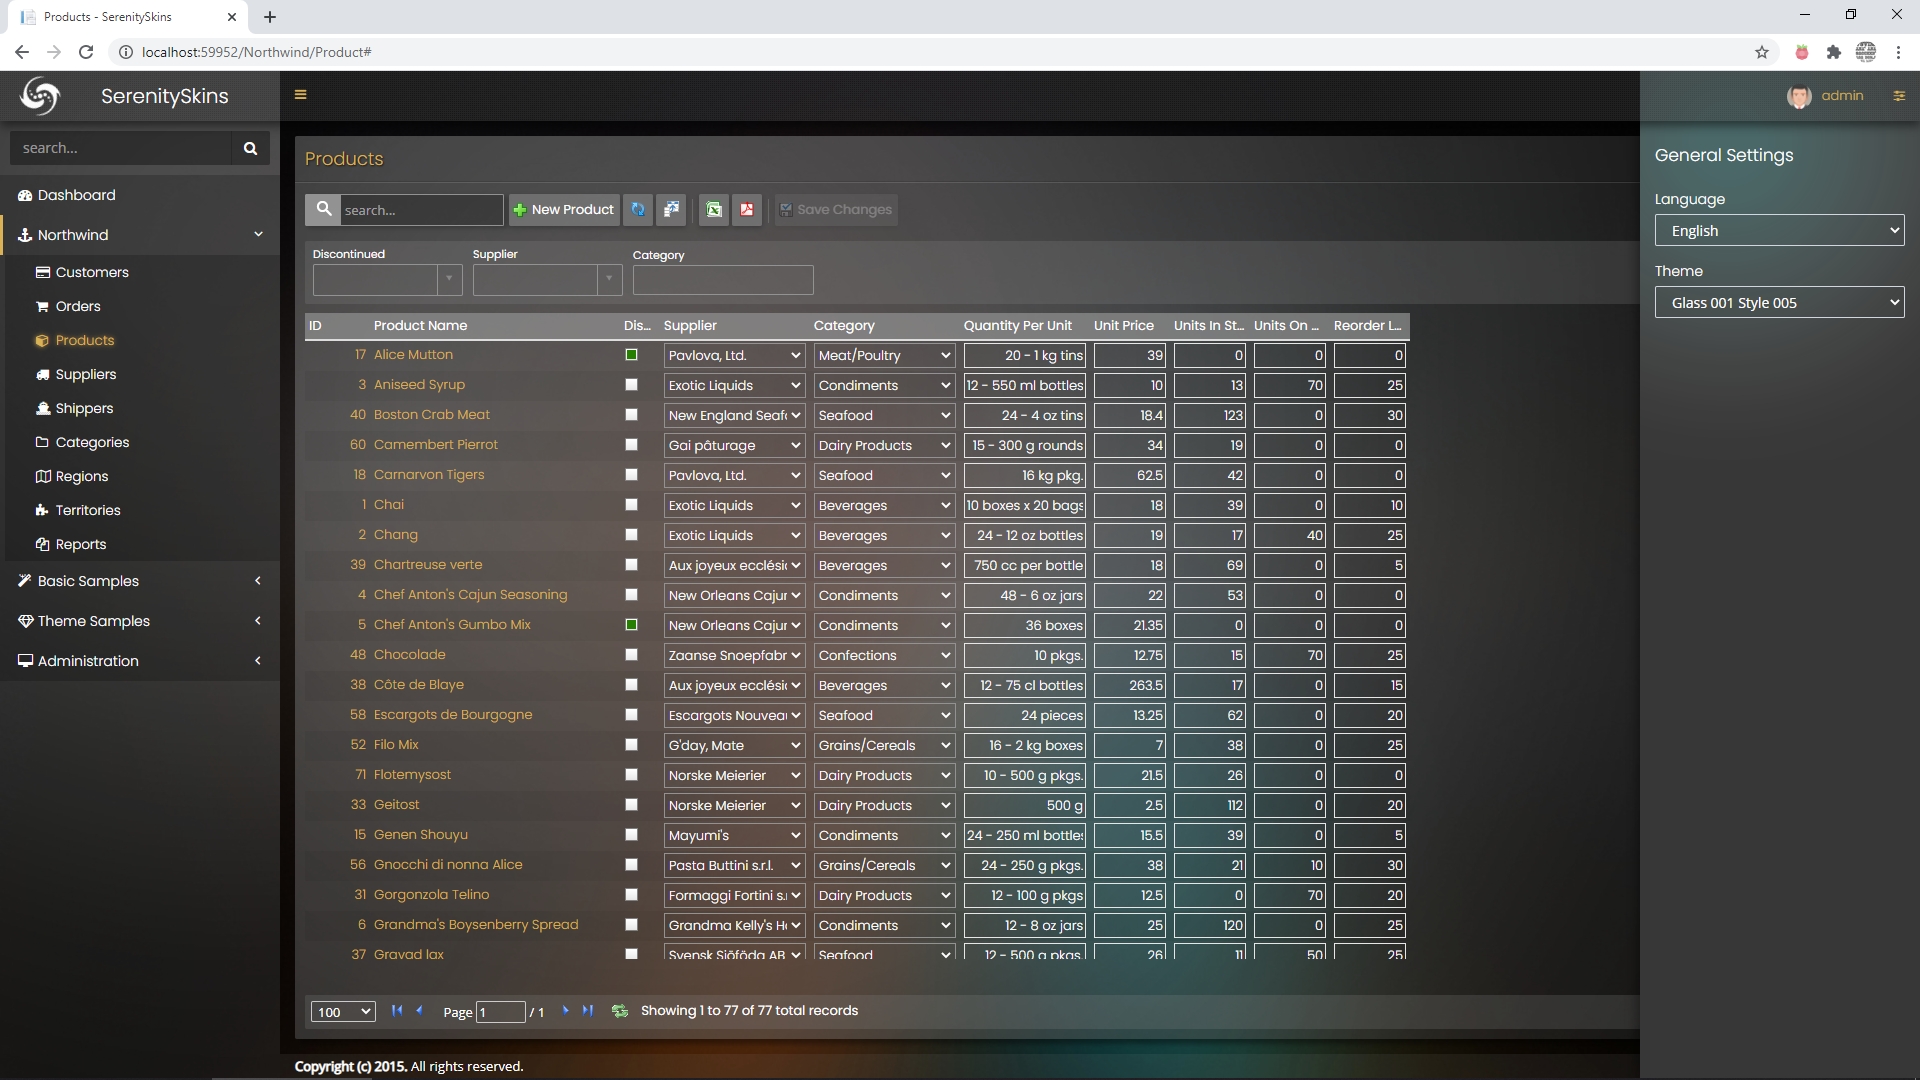 Products - SerenitySkins
localhost:59952/Northwind/Product#
SerenitySkins
admin
search...
Dashboard
Northwind
Customers
Orders
Products
Suppliers
Shippers
Categories
Regions
Territories
Reports
Basic Samples
Theme Samples
Administration
Products
search... New Product Save Changes
Discontinued Supplier Category
ID Product Name Dis... Supplier Category Quantity Per Unit Unit Price Units In St... Units On ... Reorder L...
17 Alice Mutton Pavlova, Ltd. Meat/Poultry 20 - 1 kg tins 39 0 0 0
3 Aniseed Syrup Exotic Liquids Condiments 12 - 550 ml bottles 10 13 70 25
40 Boston Crab Meat New England Seafc Seafood 24 - 4 oz tins 18.4 123 0 30
60 Camembert Pierrot Gai pâturage Dairy Products 15 - 300 g rounds 34 19 0 0
18 Carnarvon Tigers Pavlova, Ltd. Seafood 16 kg pkg. 62.5 42 0 0
1 Chai Exotic Liquids Beverages 10 boxes x 20 bags 18 39 0 10
2 Chang Exotic Liquids Beverages 24 - 12 oz bottles 19 17 40 25
39 Chartreuse verte Aux joyeux ecclési Beverages 750 cc per bottle 18 69 0 5
4 Chef Anton's Cajun Seasoning New Orleans Cajun Condiments 48 - 6 oz jars 22 53 0 0
5 Chef Anton's Gumbo Mix New Orleans Cajun Condiments 36 boxes 21.35 0 0 0
48 Chocolade Zaanse Snoepfabr Confections 10 pkgs. 12.75 15 70 25
38 Côte de Blaye Aux joyeux ecclési Beverages 12 - 75 cl bottles 263.5 17 0 15
58 Escargots de Bourgogne Escargots Nouveau Seafood 24 pieces 13.25 62 0 20
52 Filo Mix G'day, Mate Grains/Cereals 16 - 2 kg boxes 7 38 0 25
71 Flotemysost Norske Meierier Dairy Products 10 - 500 g pkgs. 21.5 26 0 0
33 Geitost Norske Meierier Dairy Products 500 g 2.5 112 0 20
15 Genen Shouyu Mayumi's Condiments 24 - 250 ml bottles 15.5 39 0 5
56 Gnocchi di nonna Alice Pasta Buttini s.r.l. Grains/Cereals 24 - 250 g pkgs. 38 21 10 30
31 Gorgonzola Telino Formaggi Fortini s.r Dairy Products 12 - 100 g pkgs 12.5 0 70 20
6 Grandma's Boysenberry Spread Grandma Kelly's H Condiments 12 - 8 oz jars 25 120 0 25
37 Gravad lax Svensk Sjöföda AB Seafood 12 - 500 g pkgs. 26 11 50 25
100 Page 1 / 1 Showing 1 to 77 of 77 total records
Copyright (c) 2015. All rights reserved.
General Settings
Language
English
Theme
Glass 001 Style 005